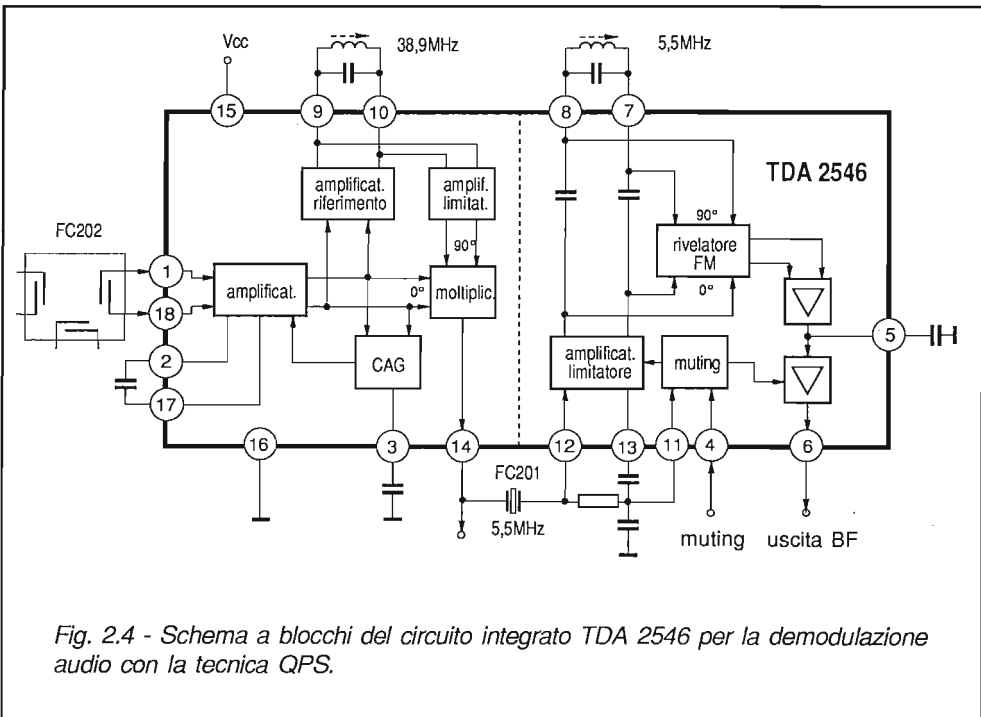 Vcc
38,9MHz
5,5MHz
15
9
10
8
7
TDA 2546
amplificat.
riferimento
amplif.
limitat.
FC202
90°
90°
rivelatore
FM
1
amplificat.
0°
moltiplic.
0°
18
5
2
CAG
amplificat.
limitatore
muting
17
16
3
14
12
13
11
4
6
FC201
5,5MHz
muting
uscita BF
Fig. 2.4 - Schema a blocchi del circuito integrato TDA 2546 per la demodulazione
audio con la tecnica QPS.